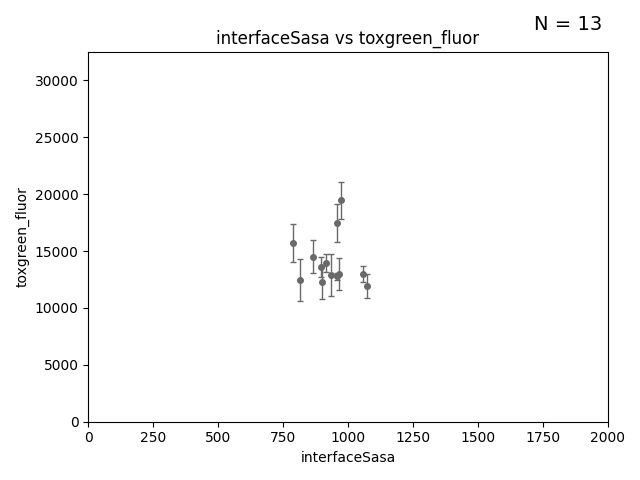 N = 13
interfaceSasa vs toxgreen_fluor
30000
25000
20000
15000
10000
5000
0
toxgreen_fluor
0 250 500 750 1000 1250 1500 1750 2000
interfaceSasa